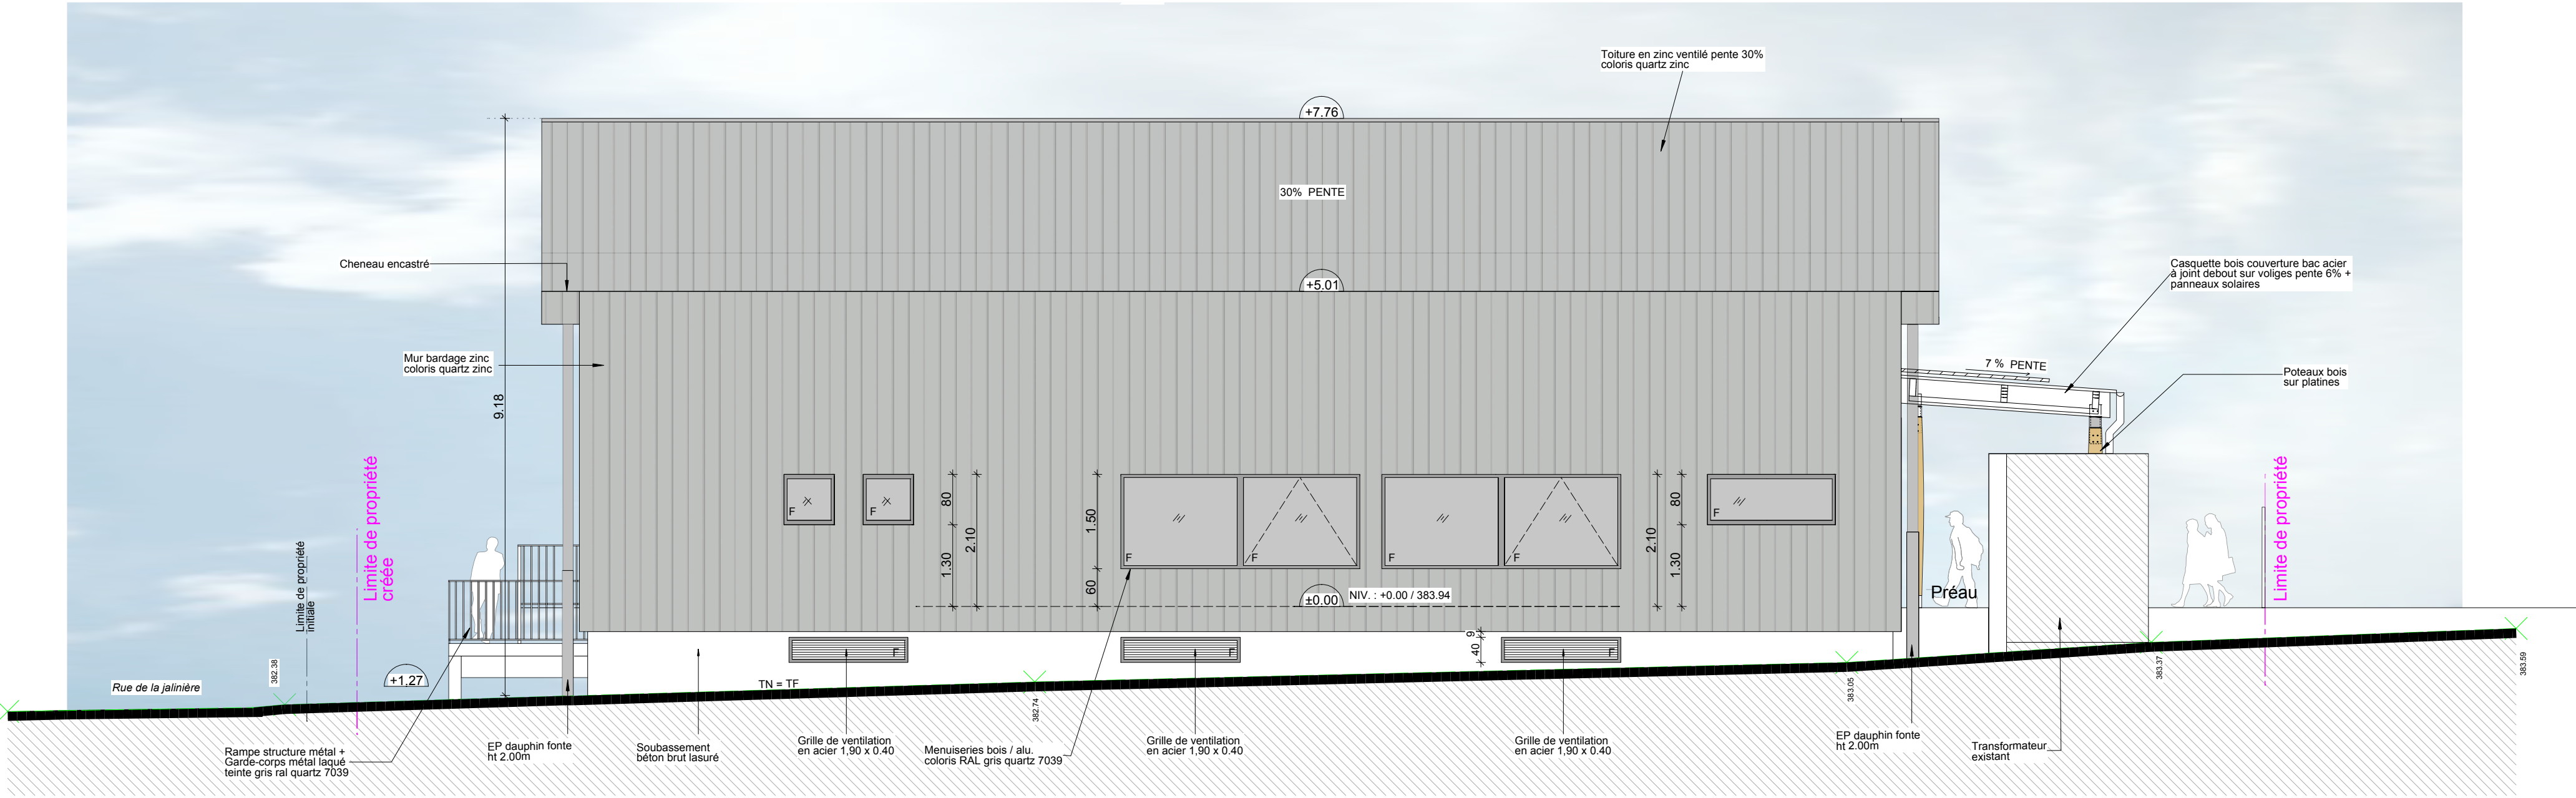 Toiture en zinc ventilé pente 30%
coloris quartz zinc
+7.76
30%  PENTE
Cheneau encastré
+5.01
Casquette bois couverture bac acier
à joint debout sur voliges pente 6% +
panneaux solaires
Mur bardage zinc
coloris quartz zinc
9.18
7 %  PENTE
Poteaux bois
sur platines
Limite de propriété
créée
Limite de propriété
initiale
F
F
80
1.30
2.10
1.50
60
F
F
F
F
2.10
80
1.30
F
±0.00
NIV. : +0.00 / 383.94
Préau
Limite de propriété
9
40
F
F
F
+1,27
Rue de la jalinière
382.38
TN = TF
382.74
383.05
383.37
383.59
Rampe structure métal +
Garde-corps métal laqué
teinte gris ral quartz 7039
EP dauphin fonte
ht 2.00m
Soubassement
béton brut lasuré
Grille de ventilation
en acier 1,90 x 0.40
Menuiseries bois / alu.
coloris RAL gris quartz 7039
Grille de ventilation
en acier 1,90 x 0.40
Grille de ventilation
en acier 1,90 x 0.40
EP dauphin fonte
ht 2.00m
Transformateur
existant